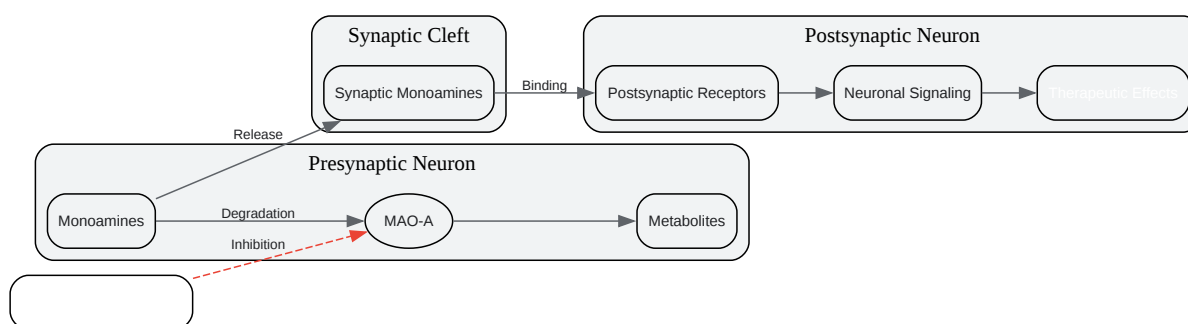 Synaptic Cleft
Postsynaptic Neuron
Synaptic Monoamines
Binding
Postsynaptic Receptors
Neuronal Signaling
Therapeutic Effects
Release
Presynaptic Neuron
Monoamines
Degradation
MAO-A
Metabolites
Inhibition